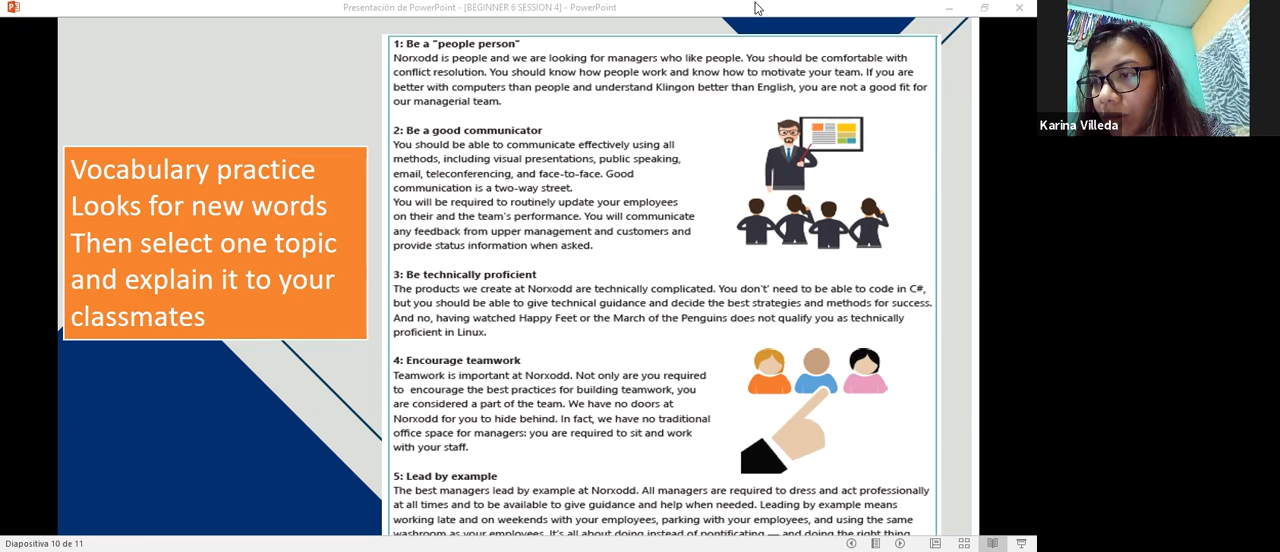 Presentación de PowerPoint - [BEGINNER 6 SESSION 4] - PowerPoint
Vocabulary practice
Looks for new words
Then select one topic
and explain it to your
classmates
1: Be a "people person"
Norxodd is people and we are looking for managers who like people. You should be comfortable with
conflict resolution. You should know how people work and know how to motivate your team. If you are
better with computers than people and understand Klingon better than English, you are not a good fit for
our managerial team.
2: Be a good communicator
You should be able to communicate effectively using all
methods, including visual presentations, public speaking,
email, teleconferencing, and face-to-face. Good
communication is a two-way street.
You will be required to routinely update your employees
on their and the team's performance. You will communicate
any feedback from upper management and customers and
provide status information when asked.
3: Be technically proficient
The products we create at Norxodd are technically complicated. You don't' need to be able to code in C#,
but you should be able to give technical guidance and decide the best strategies and methods for success.
And no, having watched Happy Feet or the March of the Penguins does not qualify you as technically
proficient in Linux.
4: Encourage teamwork
Teamwork is important at Norxodd. Not only are you required
to encourage the best practices for building teamwork, you
are considered a part of the team. We have no doors at
Norxodd for you to hide behind. In fact, we have no traditional
office space for managers: you are required to sit and work
with your staff.
5: Lead by example
The best managers lead by example at Norxodd. All managers are required to dress and act professionally
at all times and to be available to give guidance and help when needed. Leading by example means
working late and on weekends with your employees, parking with your employees, and using the same
washroom as your employees. It's all about doing instead of pontificating — and doing the right thing
Karina Villeda
Diapositiva 10 de 11